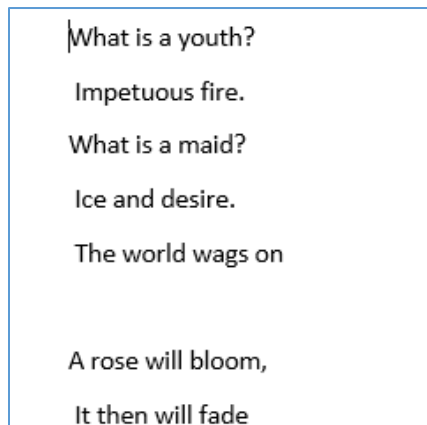 What is a youth?
Impetuous fire.
What is a maid?
Ice and desire.
The world wags on
A rose will bloom,
It then will fade